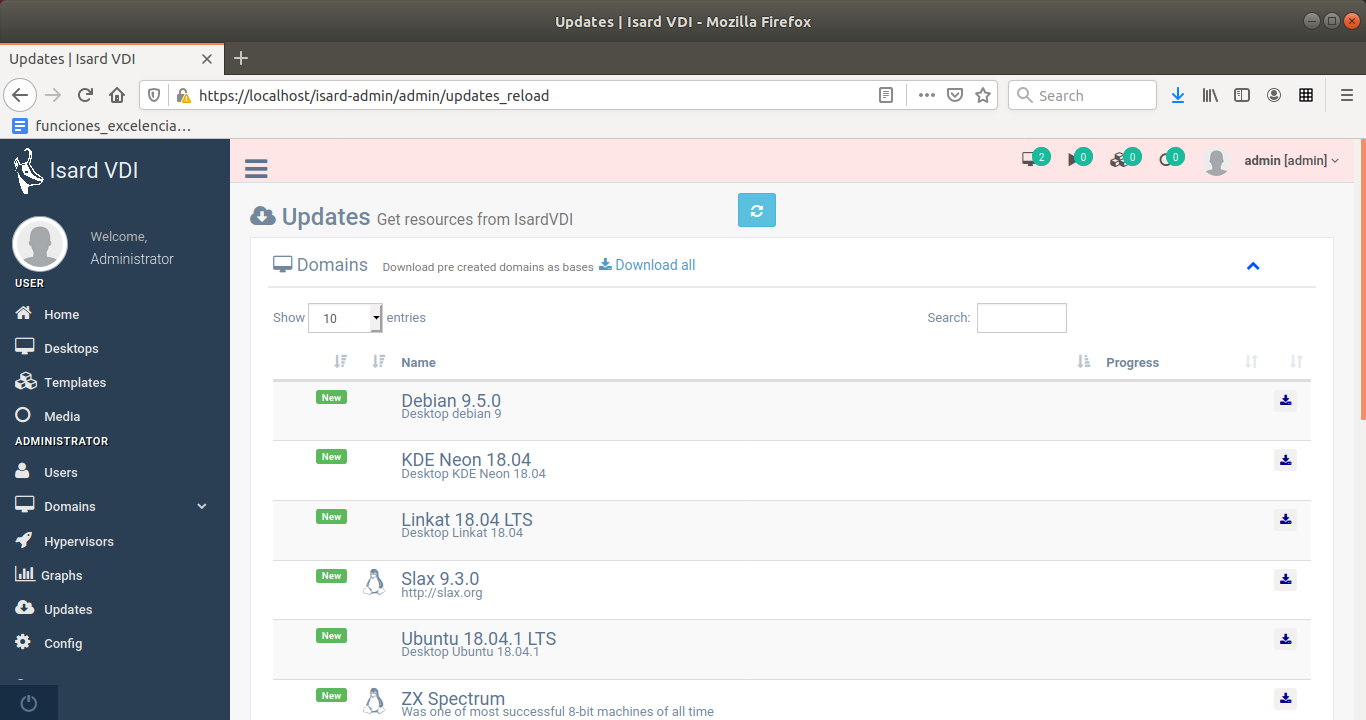 Updates | Isard VDI - Mozilla Firefox
Updates | Isard VDI
https://localhost/isard-admin/admin/updates_reload
Search
funciones_excelencia…
Isard VDI
2
0
0
0
admin [admin]
Welcome,
Administrator
USER
Home
Desktops
Templates
Media
ADMINISTRATOR
Users
Domains
Hypervisors
Graphs
Updates
Config
Updates Get resources from IsardVDI
Domains Download pre created domains as bases Download all
Show 10 entries
Search:
Name Progress
New Debian 9.5.0
Desktop debian 9
New KDE Neon 18.04
Desktop KDE Neon 18.04
New Linkat 18.04 LTS
Desktop Linkat 18.04
New Slax 9.3.0
http://slax.org
New Ubuntu 18.04.1 LTS
Desktop Ubuntu 18.04.1
New ZX Spectrum
Was one of most successful 8-bit machines of all time